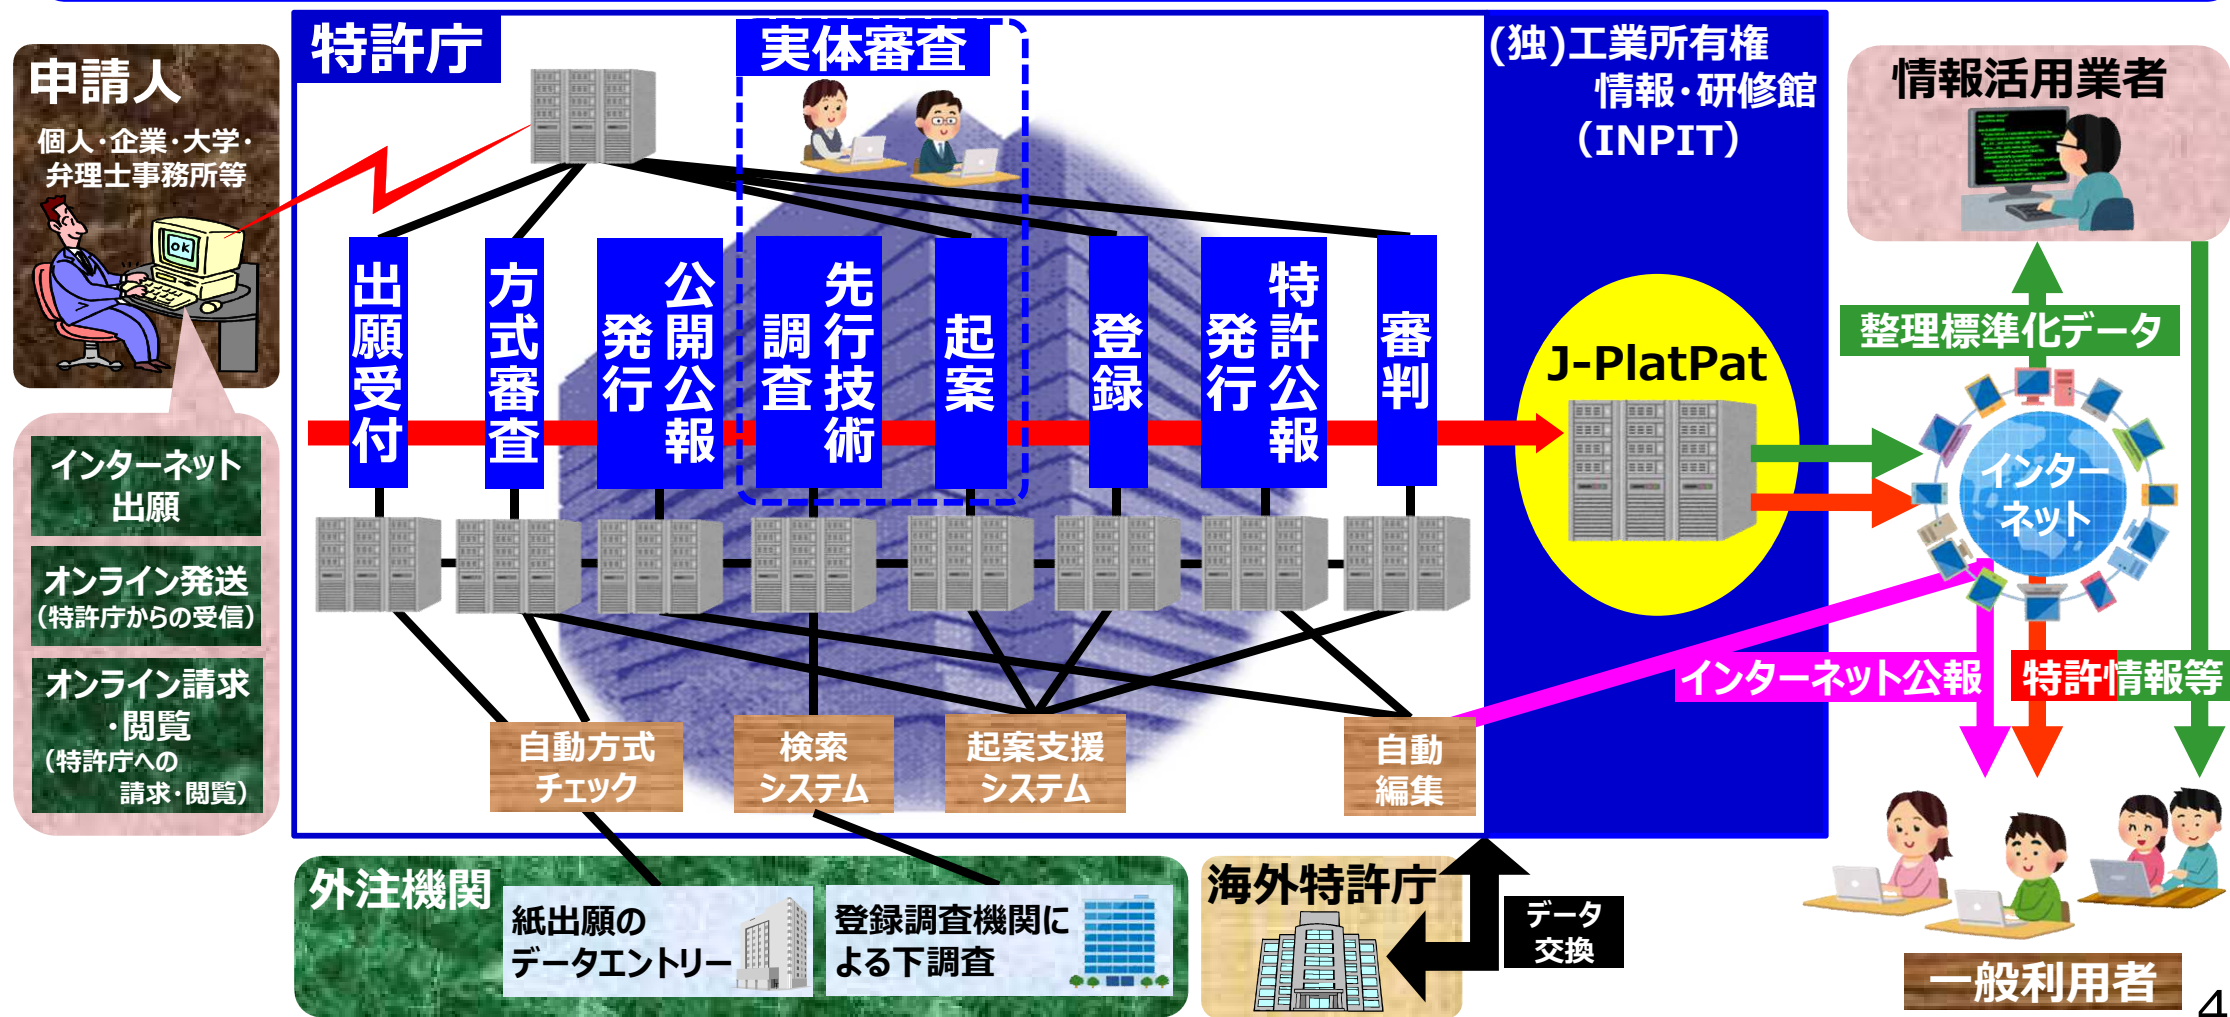 申請人
個人・企業・大学・
弁理士事務所等
OK
インターネット
出願
オンライン発送
（特許庁からの受信）
オンライン請求
・閲覧
（特許庁への
請求・閲覧）
特許庁
実体審査
出願受付
方式審査
公開公報
発行
先行技術
調査
起案
登録
特許公報
発行
審判
自動方式
チェック
検索
システム
起案支援
システム
自動
編集
(独)工業所有権
情報・研修館
（INPIT）
J-PlatPat
情報活用業者
整理標準化データ
インター
ネット
インターネット公報
特許情報等
一般利用者
外注機関
紙出願の
データエントリー
登録調査機関に
よる下調査
海外特許庁
データ
交換
4